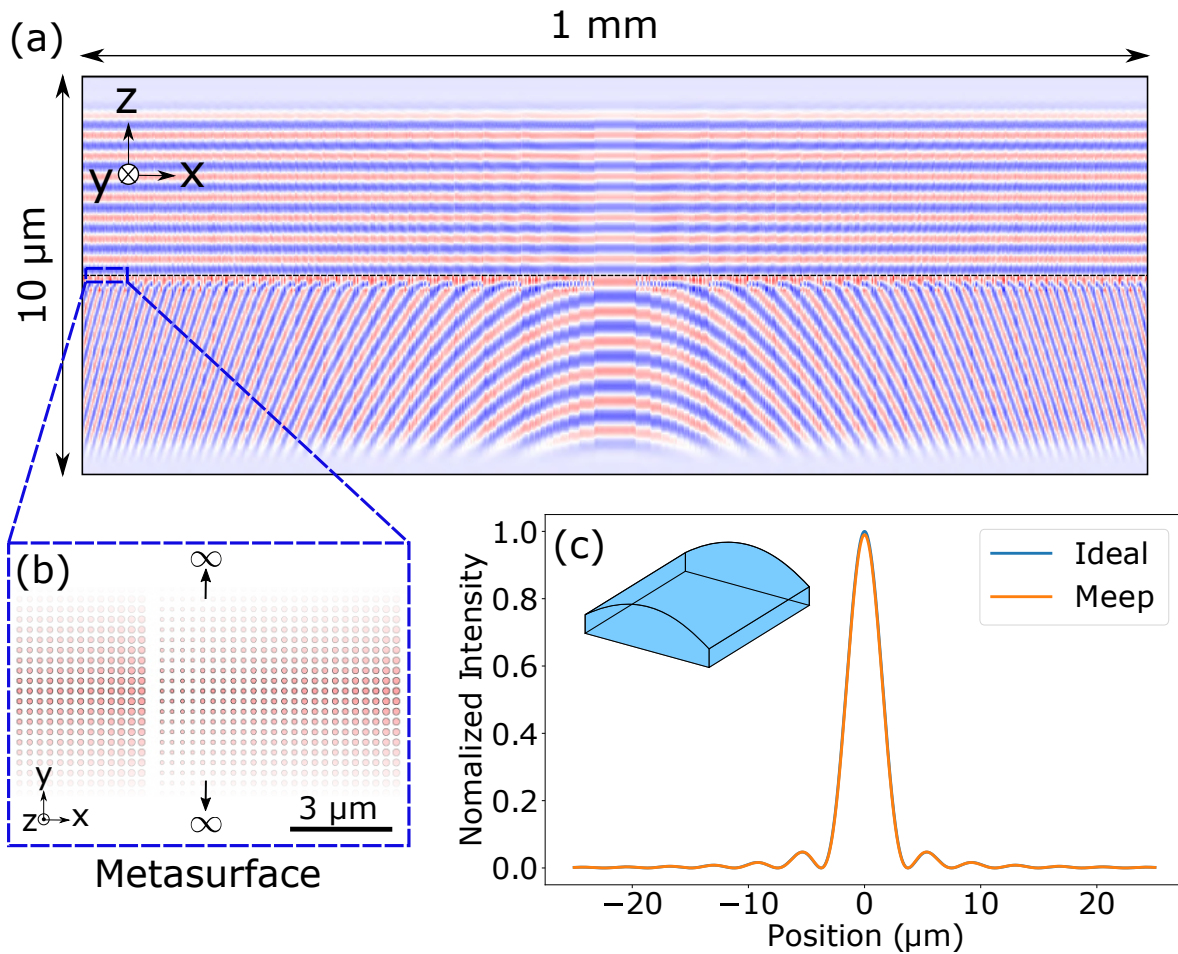 (a)
1 mm
z
y
x
10 μm
(b)
∞
y
z
x
∞
3 μm
Metasurface
(c)
Ideal
Meep
Nomalized Intensity
1.0
0.8
0.6
0.4
0.2
0.0
−20
−10
0
10
20
Position (μm)